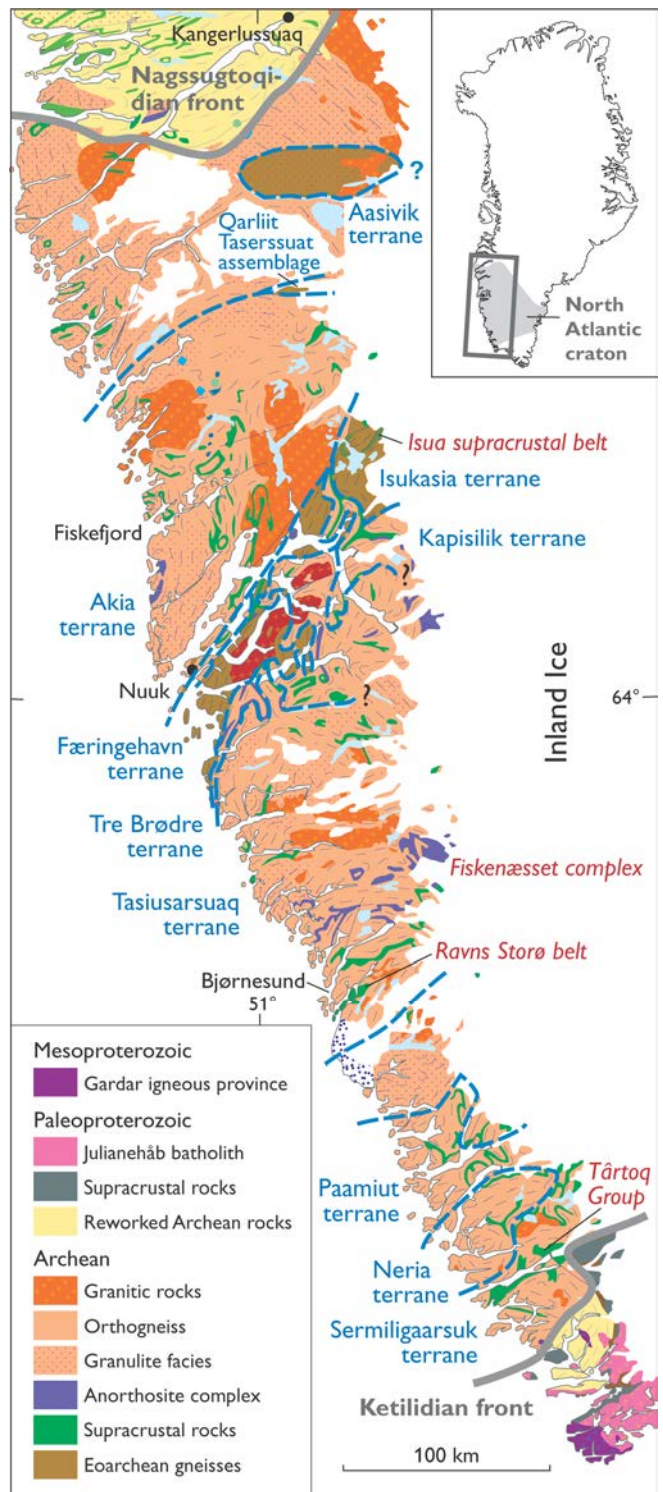 Kangerlussuaq
Nagssugtoqi-
dian front
?
Aasivik
terrane
Qarliit
Taserssuat
assemblage
North
Atlantic
craton
Isua supracrustal belt
Isukasia terrane
Fiskefjord
Kapisilik terrane
?
Akia
terrane
Nuuk
?
64°
Inland Ice
Færingehavn
terrane
Tre Brødre
terrane
Fiskenæsset complex
Tasiusarsuaq
terrane
Ravns Storø belt
Bjørnesund
51°
Mesoproterozoic
Gardar igneous province
Paleoproterozoic
Julianehåb batholith
Supracrustal rocks
Reworked Archean rocks
Archean
Granitic rocks
Orthogneiss
Granulite facies
Anorthosite complex
Supracrustal rocks
Eoarchean gneisses
Paamiut
terrane
Târtoq
Group
Neria
terrane
Sermiligaarsuk
terrane
Ketilidian front
100 km